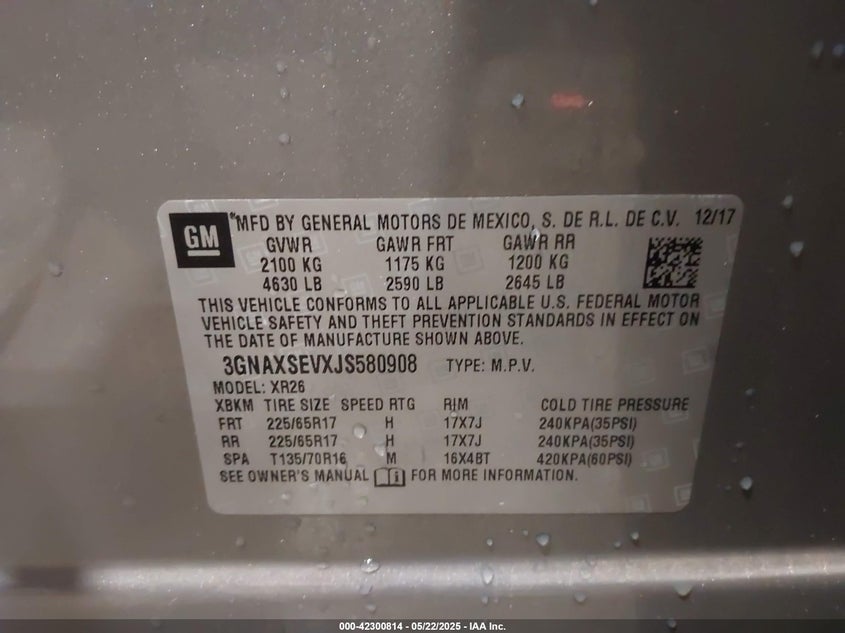 GM
MFD BY GENERAL MOTORS DE MEXICO, S. DE R.L. DE C.V. 12/17
GVWR GAWR FRT GAWR RR
2100 KG 1175 KG 1200 KG
4630 LB 2590 LB 2645 LB
THIS VEHICLE CONFORMS TO ALL APPLICABLE U.S. FEDERAL MOTOR
VEHICLE SAFETY AND THEFT PREVENTION STANDARDS IN EFFECT ON
THE DATE OF MANUFACTURE SHOWN ABOVE.
3GNAXSEVXJS580908 TYPE: M.P.V.
MODEL: XR26
XBKM TIRE SIZE SPEED RTG RIM COLD TIRE PRESSURE
FRT 225/65R17 H 17X7J 240KPA(35PSI)
RR 225/65R17 H 17X7J 240KPA(35PSI)
SPA T135/70R16 M 16X4BT 420KPA(60PSI)
SEE OWNER'S MANUAL i FOR MORE INFORMATION.
000-42300814 - 05/22/2025 - IAA Inc.